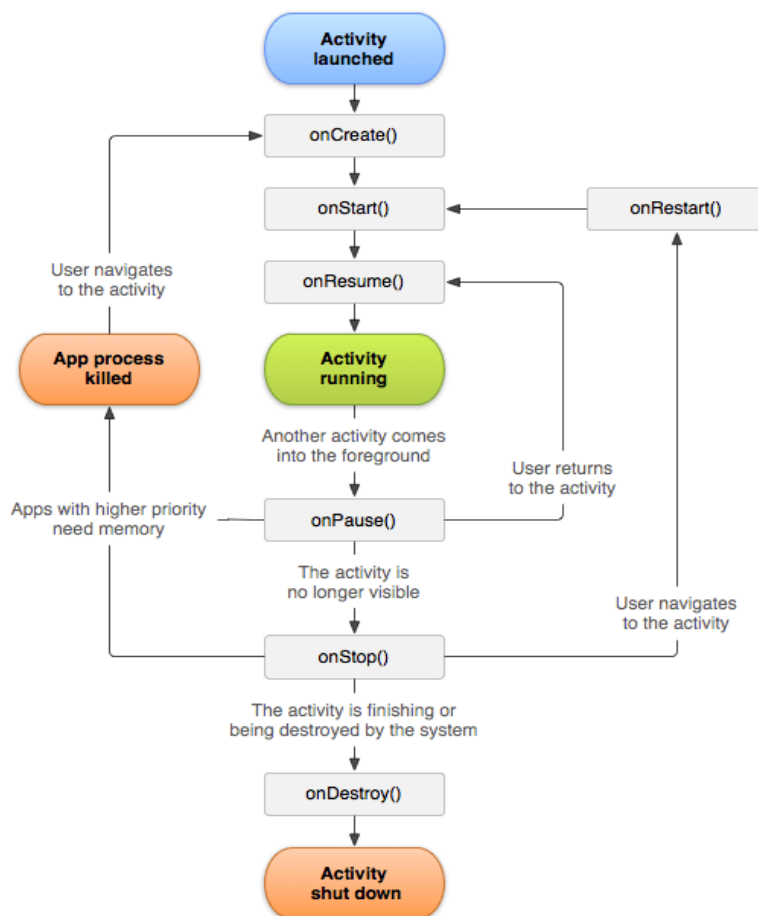 Activity
launched
onCreate()
onStart()
onRestart()
User navigates
to the activity
onResume()
App process
killed
Activity
running
Another activity comes
into the foreground
User returns
to the activity
Apps with higher priority
need memory
onPause()
The activity is
no longer visible
User navigates
to the activity
onStop()
The activity is finishing or
being destroyed by the system
onDestroy()
Activity
shut down